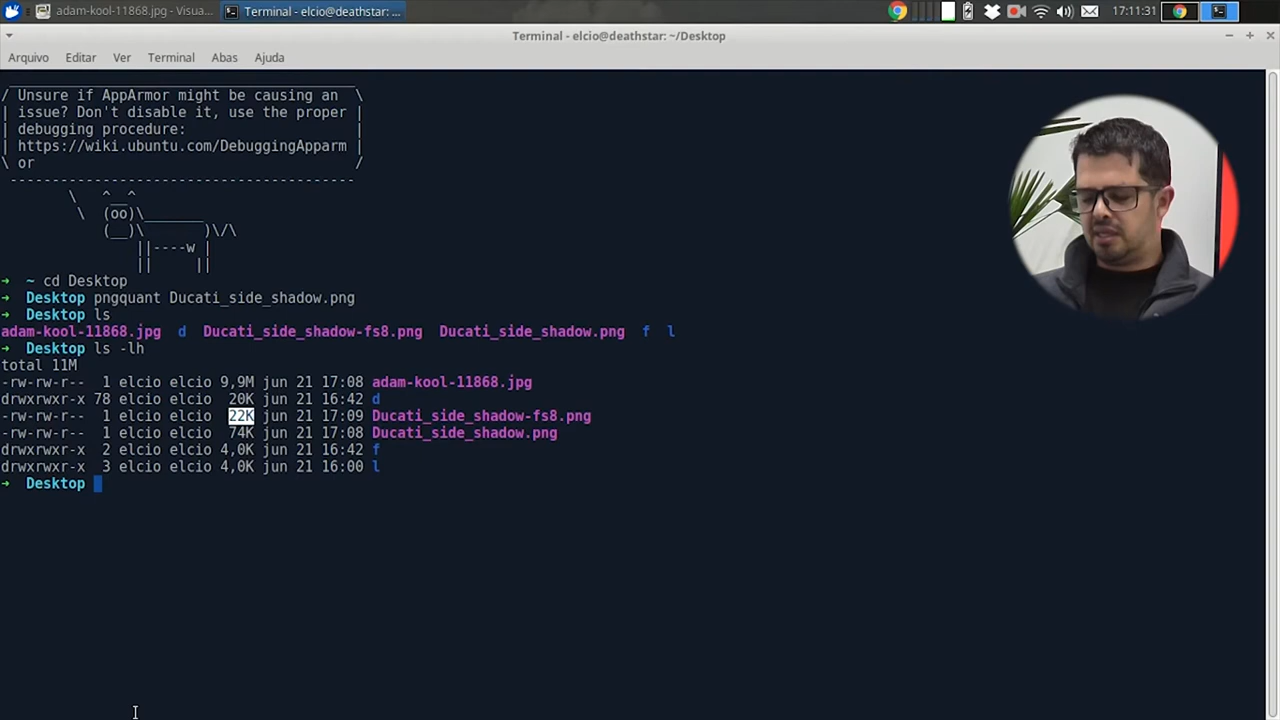 adam-kool-11868.jpg - Visua...
Terminal - elcio@deathstar: ...
17:11:31
Terminal - elcio@deathstar: ~/Desktop
Arquivo Editar Ver Terminal Abas Ajuda
/ Unsure if AppArmor might be causing an \
| issue? Don't disable it, use the proper |
| debugging procedure: |
| https://wiki.ubuntu.com/DebuggingApparm |
\ or /
----------------------------------------
\ ^__^
\ (oo)\_______
(__)\ )\/\
||----w |
|| ||
➜ ~ cd Desktop
➜ Desktop pngquant Ducati_side_shadow.png
➜ Desktop ls
adam-kool-11868.jpg d Ducati_side_shadow-fs8.png Ducati_side_shadow.png f l
➜ Desktop ls -lh
total 11M
-rw-rw-r-- 1 elcio elcio 9,9M jun 21 17:08 adam-kool-11868.jpg
drwxrwxr-x 78 elcio elcio 20K jun 21 16:42 d
-rw-rw-r-- 1 elcio elcio 22K jun 21 17:09 Ducati_side_shadow-fs8.png
-rw-rw-r-- 1 elcio elcio 74K jun 21 17:08 Ducati_side_shadow.png
drwxrwxr-x 2 elcio elcio 4,0K jun 21 16:42 f
drwxrwxr-x 3 elcio elcio 4,0K jun 21 16:00 l
➜ Desktop